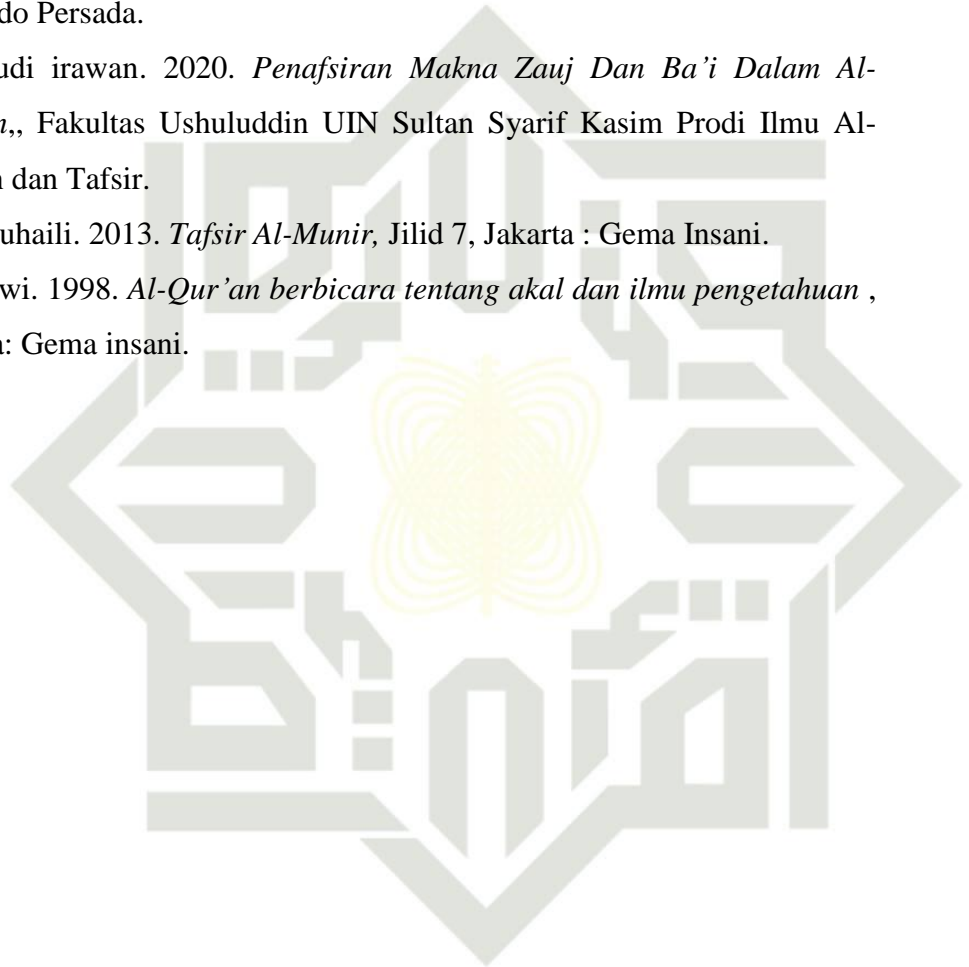 do Persada.
udi irawan. 2020. Penafsiran Makna Zauj Dan Ba’i Dalam Al-
n,, Fakultas Ushuluddin UIN Sultan Syarif Kasim Prodi Ilmu Al-
n dan Tafsir.
uhaili. 2013. Tafsir Al-Munir, Jilid 7, Jakarta : Gema Insani.
wi. 1998. Al-Qur’an berbicara tentang akal dan ilmu pengetahuan ,
a: Gema insani.